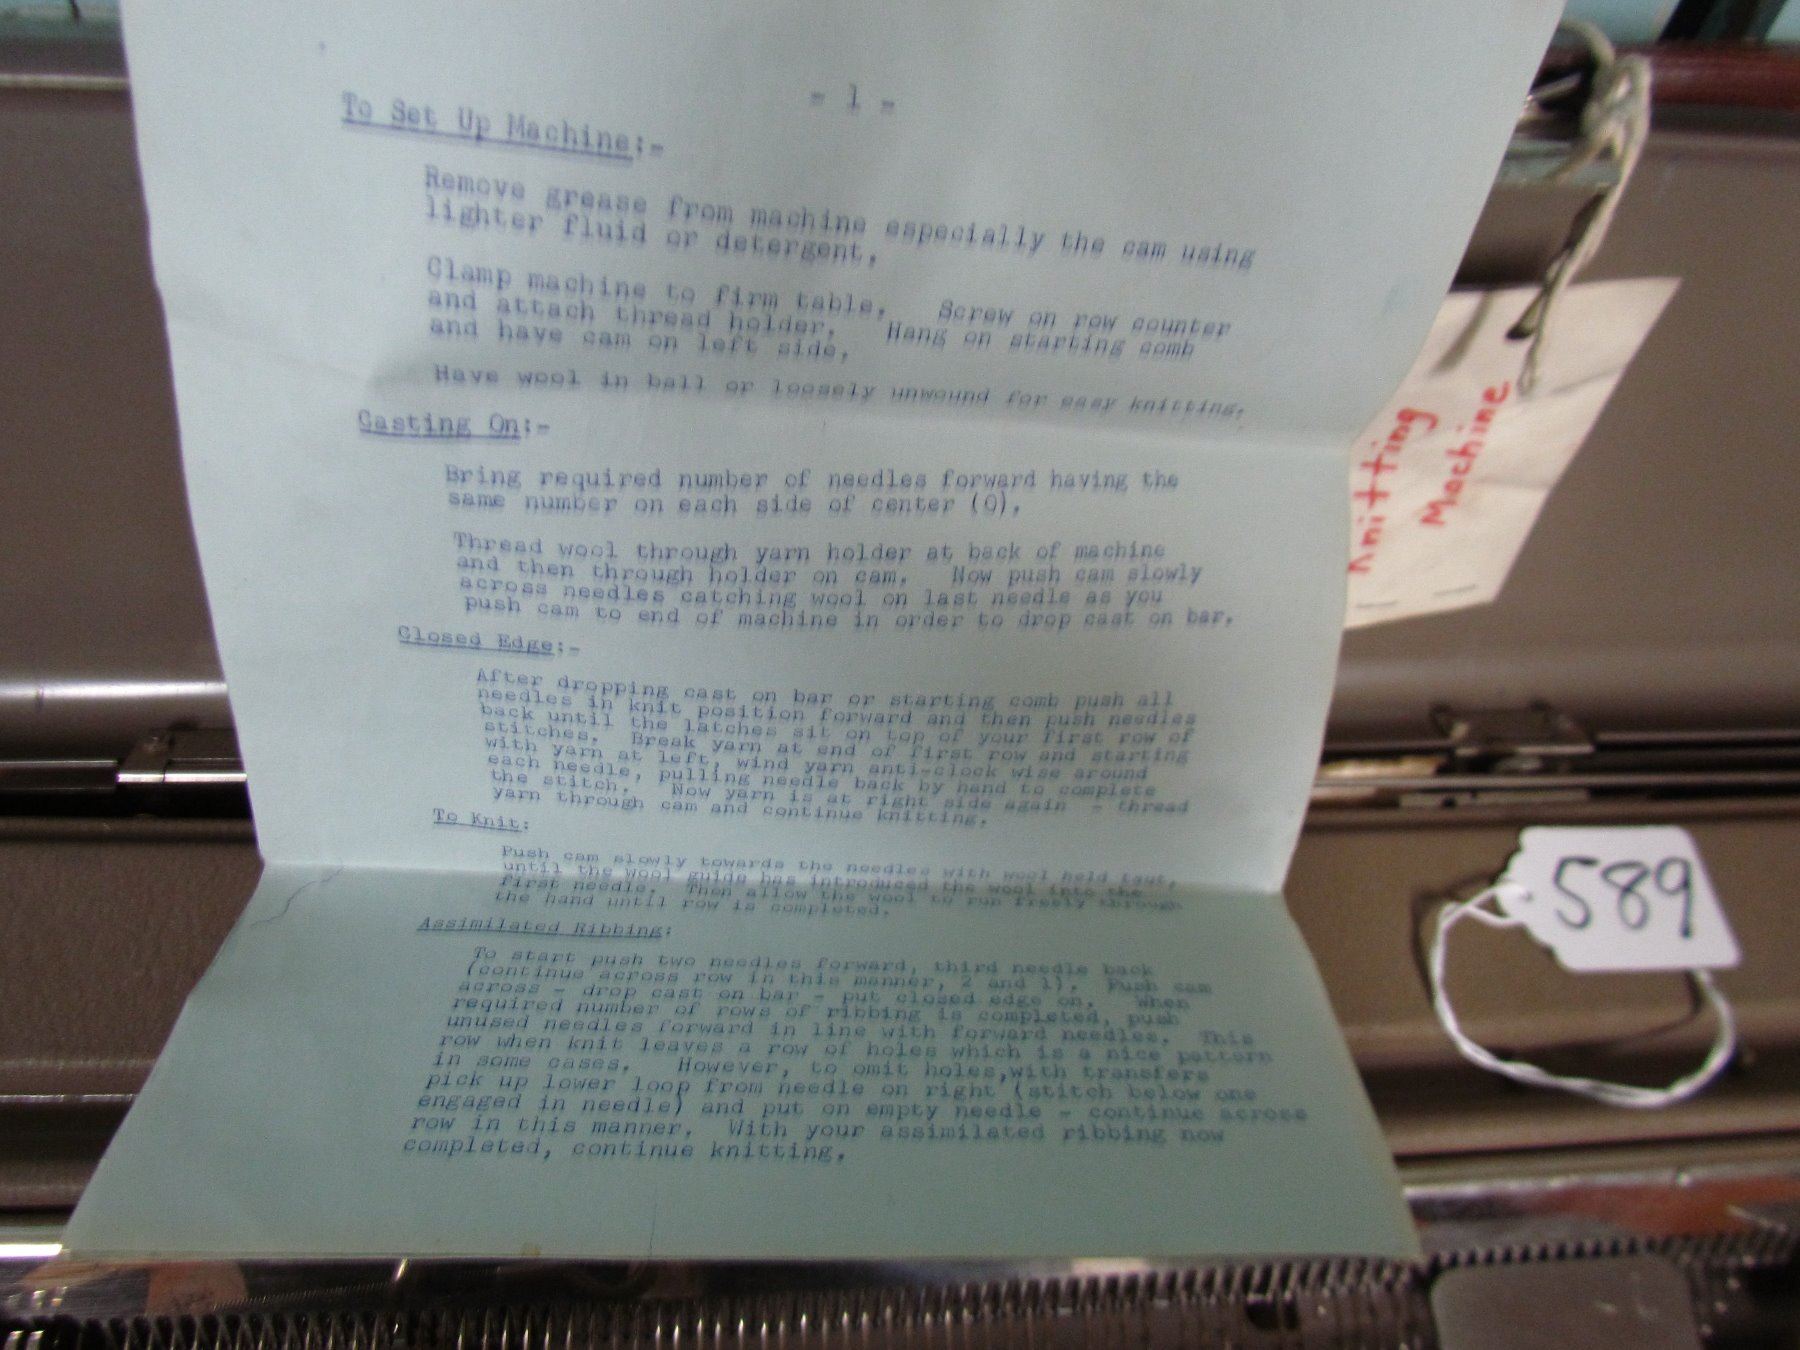 - 1 -
To Set Up Machine:-
Remove grease from machine especially the cam using
lighter fluid or detergent.
Clamp machine to firm table. Screw on row counter
and attach thread holder. Hang on starting comb
and have cam on left side.
Have wool in ball or loosely unwound for easy knitting.
Casting On:-
Bring required number of needles forward having the
same number on each side of center (0).
Thread wool through yarn holder at back of machine
and then through holder on cam. Now push cam slowly
across needles catching wool on last needle as you
push cam to end of machine in order to drop cast on bar.
Closed Edge:-
After dropping cast on bar or starting comb push all
needles in knit position forward and then push needles
back until the latches sit on top of your first row of
stitches. Break yarn at end of first row and starting
with yarn at left, wind yarn anti-clock wise around
each needle, pulling needle back by hand to complete
the stitch. Now yarn is at right side again - thread
yarn through cam and continue knitting.
To Knit:
Push cam slowly towards the needles with wool held taut,
until the wool guide has introduced the wool into the
first needle. Then allow the wool to run freely through
the hand until row is completed.
Assimilated Ribbing:
To start push two needles forward, third needle back
(continue across row in this manner, 2 and 1). Push cam
across - drop cast on bar - put closed edge on. When
required number of rows of ribbing is completed, push
unused needles forward in line with forward needles. This
row when knit leaves a row of holes which is a nice pattern
in some cases. However, to omit holes,with transfers
pick up lower loop from needle on right (stitch below one
engaged in needle) and put on empty needle - continue across
row in this manner. With your assimilated ribbing now
completed, continue knitting.
Knitting
Machine
589